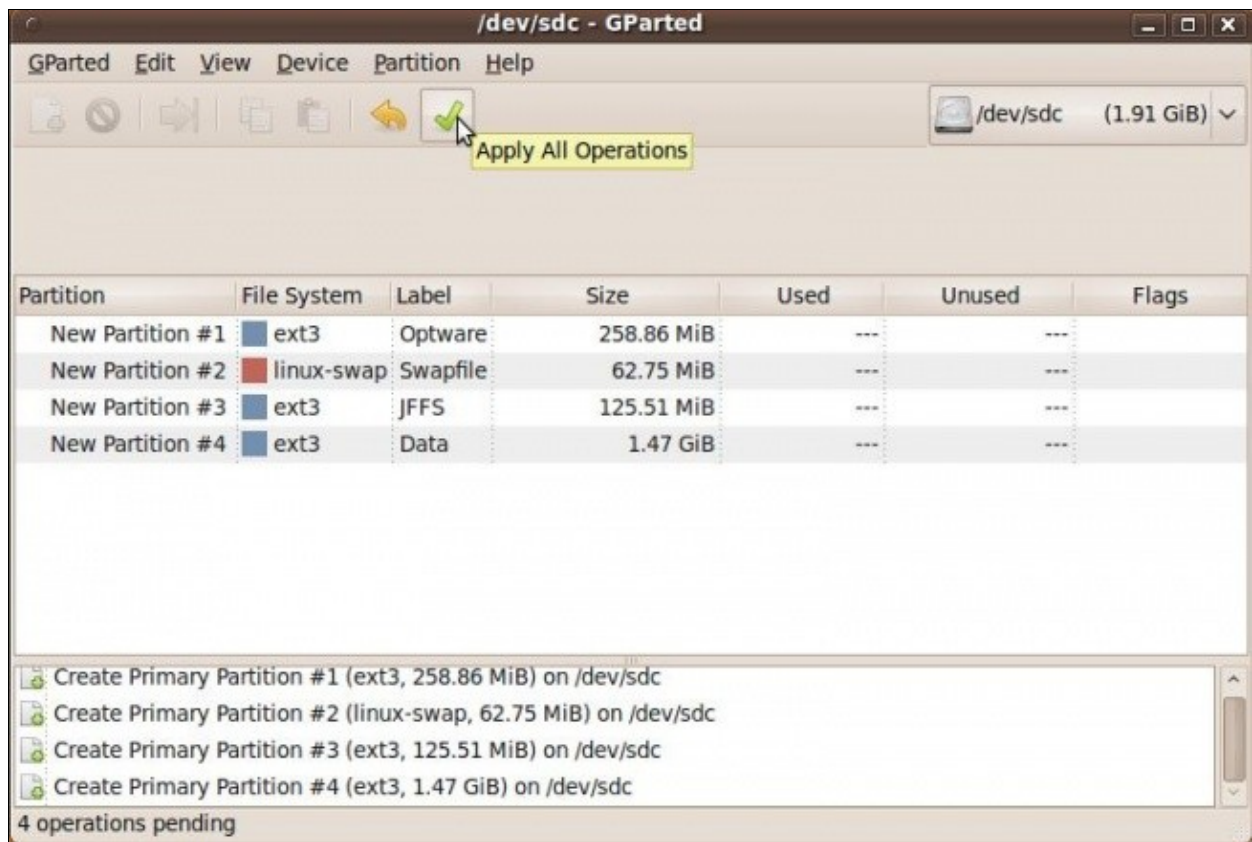 /dev/sdc - GParted
GParted Edit View Device Partition Help
/dev/sdc (1.91 GiB)
Apply All Operations
Partition File System Label Size Used Unused Flags
New Partition #1 ext3 Optware 258.86 MiB --- ---
New Partition #2 linux-swap Swapfile 62.75 MiB --- ---
New Partition #3 ext3 JFFS 125.51 MiB --- ---
New Partition #4 ext3 Data 1.47 GiB --- ---
Create Primary Partition #1 (ext3, 258.86 MiB) on /dev/sdc
Create Primary Partition #2 (linux-swap, 62.75 MiB) on /dev/sdc
Create Primary Partition #3 (ext3, 125.51 MiB) on /dev/sdc
Create Primary Partition #4 (ext3, 1.47 GiB) on /dev/sdc
4 operations pending